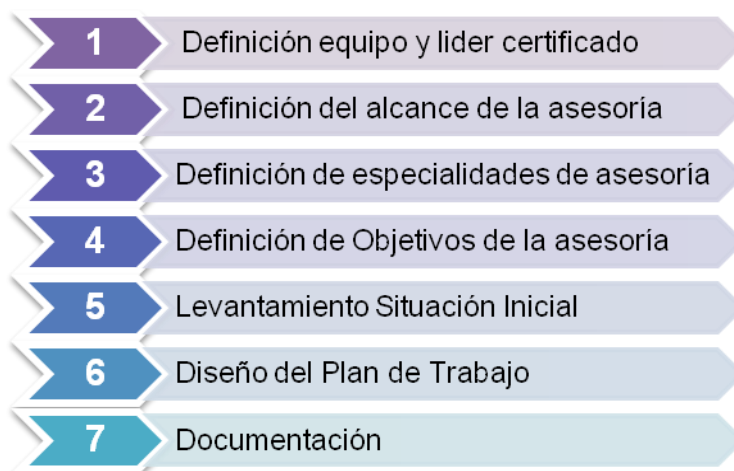 1 Definición equipo y lider certificado
2 Definición del alcance de la asesoría
3 Definición de especialidades de asesoría
4 Definición de Objetivos de la asesoría
5 Levantamiento Situación Inicial
6 Diseño del Plan de Trabajo
7 Documentación